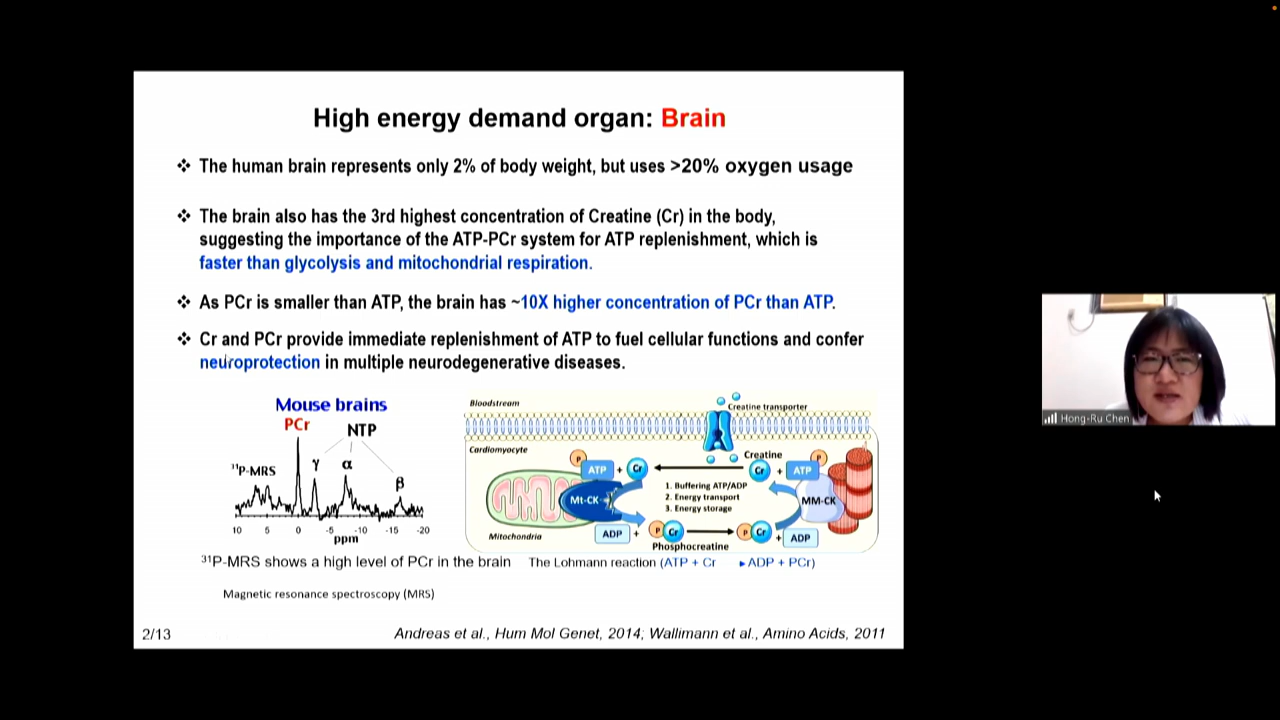 High energy demand organ: Brain
❖ The human brain represents only 2% of body weight, but uses >20% oxygen usage
❖ The brain also has the 3rd highest concentration of Creatine (Cr) in the body,
suggesting the importance of the ATP-PCr system for ATP replenishment, which is
faster than glycolysis and mitochondrial respiration.
❖ As PCr is smaller than ATP, the brain has ~10X higher concentration of PCr than ATP.
❖ Cr and PCr provide immediate replenishment of ATP to fuel cellular functions and confer
neuroprotection in multiple neurodegenerative diseases.
Mouse brains
PCr
NTP
γ
α
β
³¹P-MRS
10 5 0 -5 -10 -15 -20
ppm
³¹P-MRS shows a high level of PCr in the brain
Magnetic resonance spectroscopy (MRS)
Bloodstream
Creatine transporter
Cardiomyocyte
Creatine
P
ATP + Cr
Cr + ATP
P
1. Buffering ATP/ADP
2. Energy transport
3. Energy storage
Mt-CK
MM-CK
ADP + P Cr
P Cr + ADP
Mitochondria
Phosphocreatine
The Lohmann reaction (ATP + Cr ▸ ADP + PCr)
2/13
Andreas et al., Hum Mol Genet, 2014; Wallimann et al., Amino Acids, 2011
Hong-Ru Chen